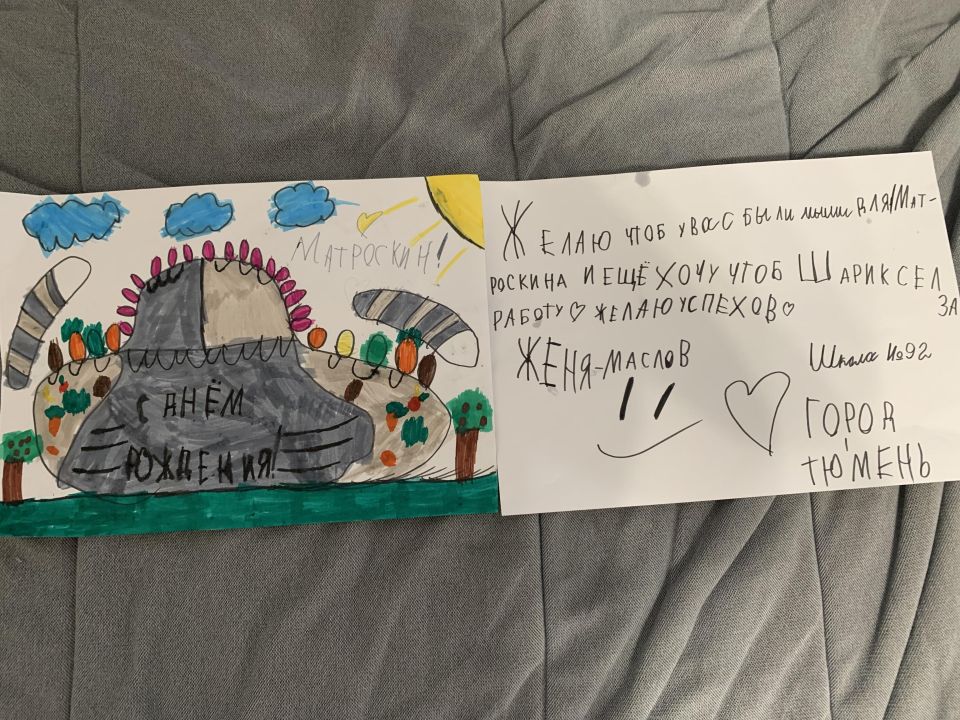 МАТРОСКИН!
С ДНЁМ
РОЖДЕНИЯ!
ЖЕЛАЮ ЧТОБ У ВАС БЫЛИ мыши ДЛЯ МАТ-
РОСКИНА И ЕЩЁ ХОЧУ ЧТОБ ШАРИК СЕЛ
ЗА
РАБОТУ♡ ЖЕЛАЮ УСПЕХОВ♡
ЖЕНЯ-МАСЛОВ
Школа №92
ГОРОД
ТЮМЕНЬ